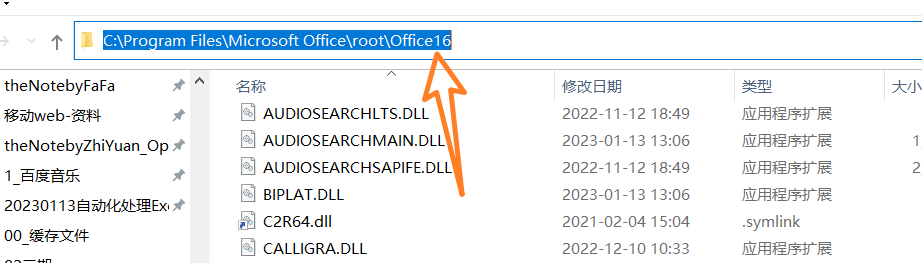 C:\Program Files\Microsoft Office\root\Office16
名称 修改日期 类型 大小
theNotebyFaFa
AUDIOSEARCHLTS.DLL 2022-11-12 18:49 应用程序扩展
移动web-资料
AUDIOSEARCHMAIN.DLL 2023-01-13 13:06 应用程序扩展 1
theNotebyZhiYuan_Op
AUDIOSEARCHSAPIFE.DLL 2022-11-12 18:49 应用程序扩展 2
1_百度音乐
BIPLAT.DLL 2023-01-13 13:06 应用程序扩展
20230113自动化处理Exc
C2R64.dll 2021-02-04 15:04 .symlink
00_缓存文件
CALLIGRA.DLL 2022-12-10 10:33 应用程序扩展